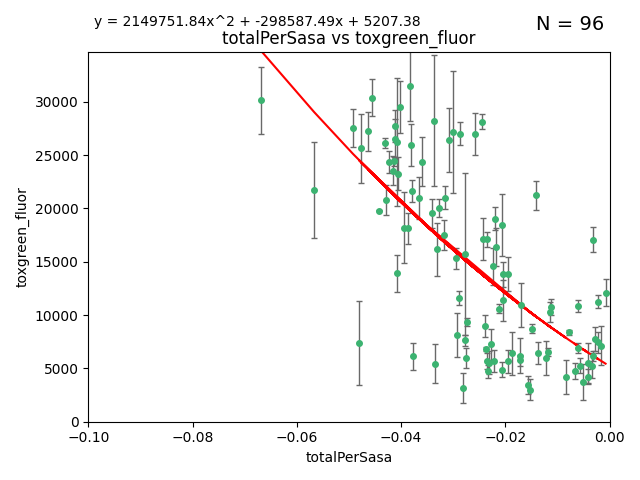 y = 2149751.84x^2 + -298587.49x + 5207.38
N = 96
totalPerSasa vs toxgreen_fluor
30000
25000
20000
15000
10000
5000
0
toxgreen_fluor
−0.10 −0.08 −0.06 −0.04 −0.02 0.00
totalPerSasa